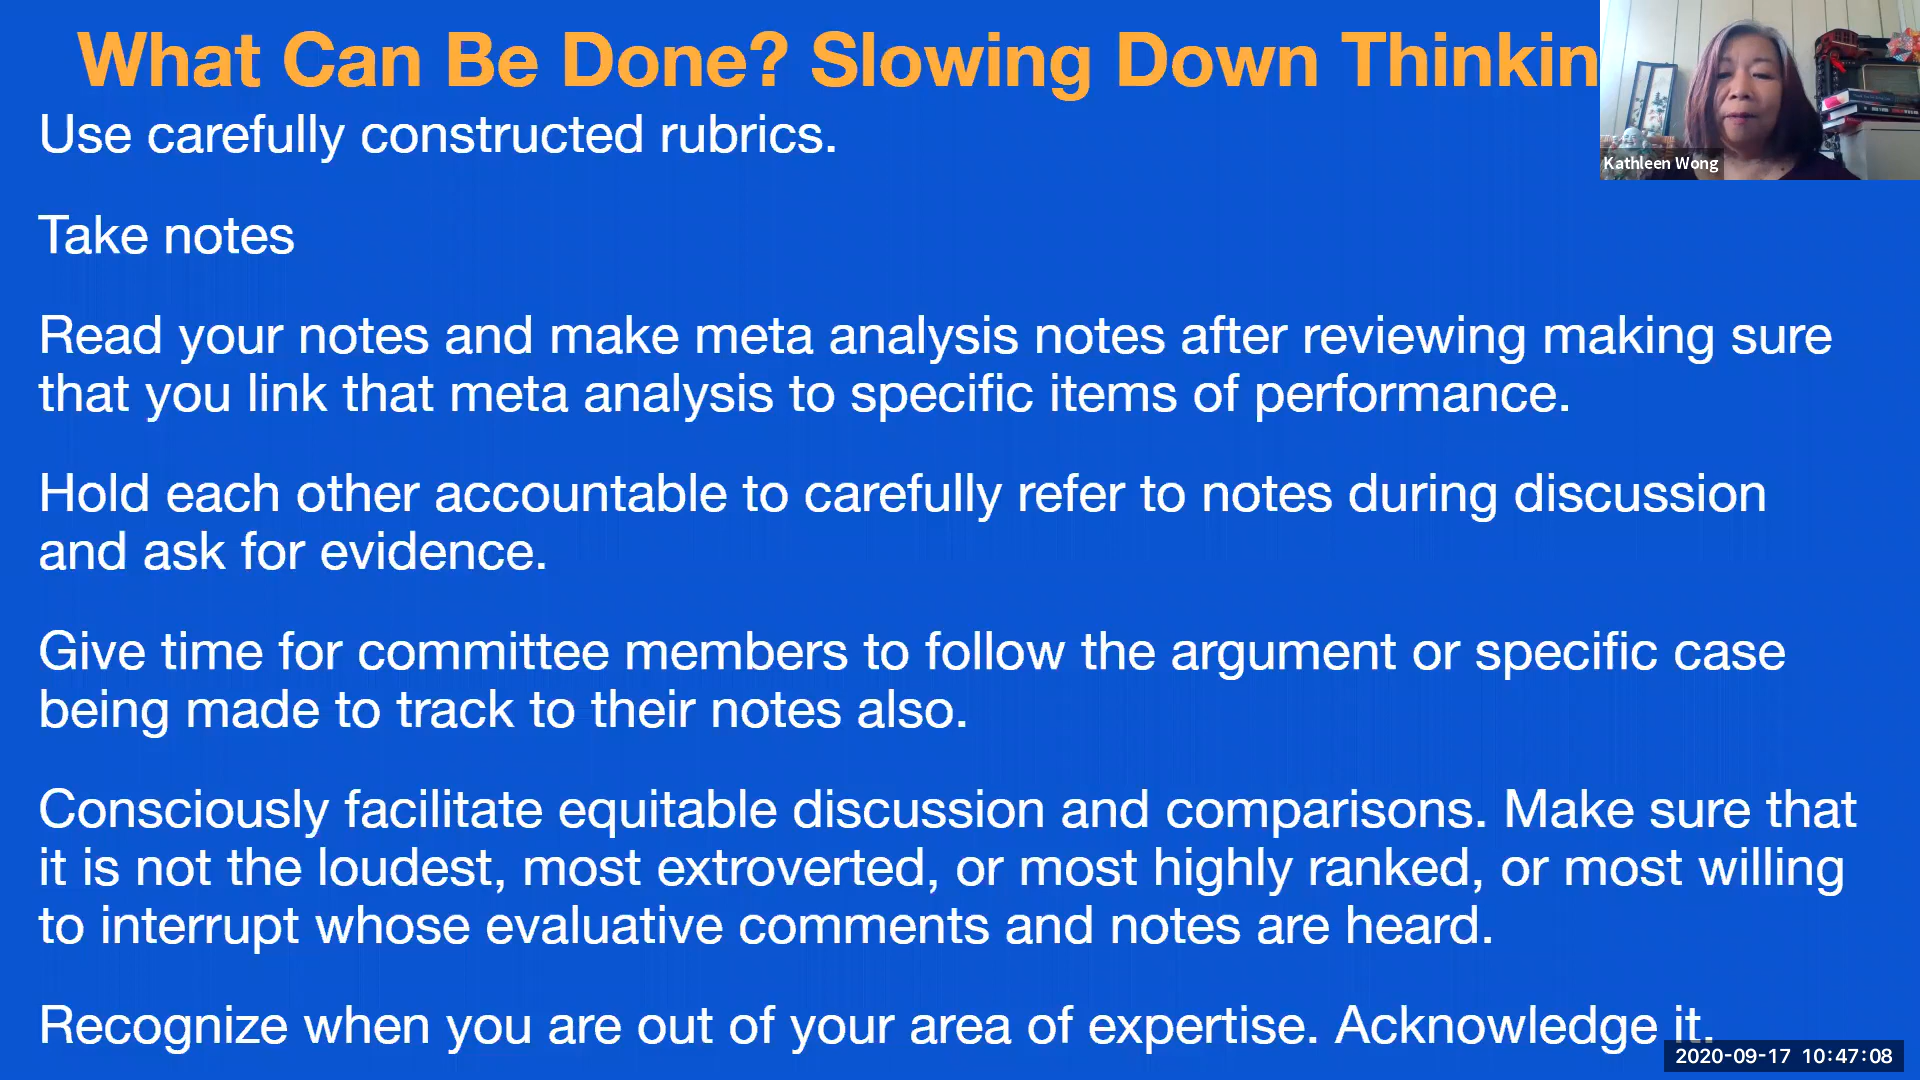 What Can Be Done? Slowing Down Thinkin
Use carefully constructed rubrics.
Take notes
Read your notes and make meta analysis notes after reviewing making sure
that you link that meta analysis to specific items of performance.
Hold each other accountable to carefully refer to notes during discussion
and ask for evidence.
Give time for committee members to follow the argument or specific case
being made to track to their notes also.
Consciously facilitate equitable discussion and comparisons. Make sure that
it is not the loudest, most extroverted, or most highly ranked, or most willing
to interrupt whose evaluative comments and notes are heard.
Recognize when you are out of your area of expertise. Acknowledge it.
Kathleen Wong
2020-09-17 10:47:08